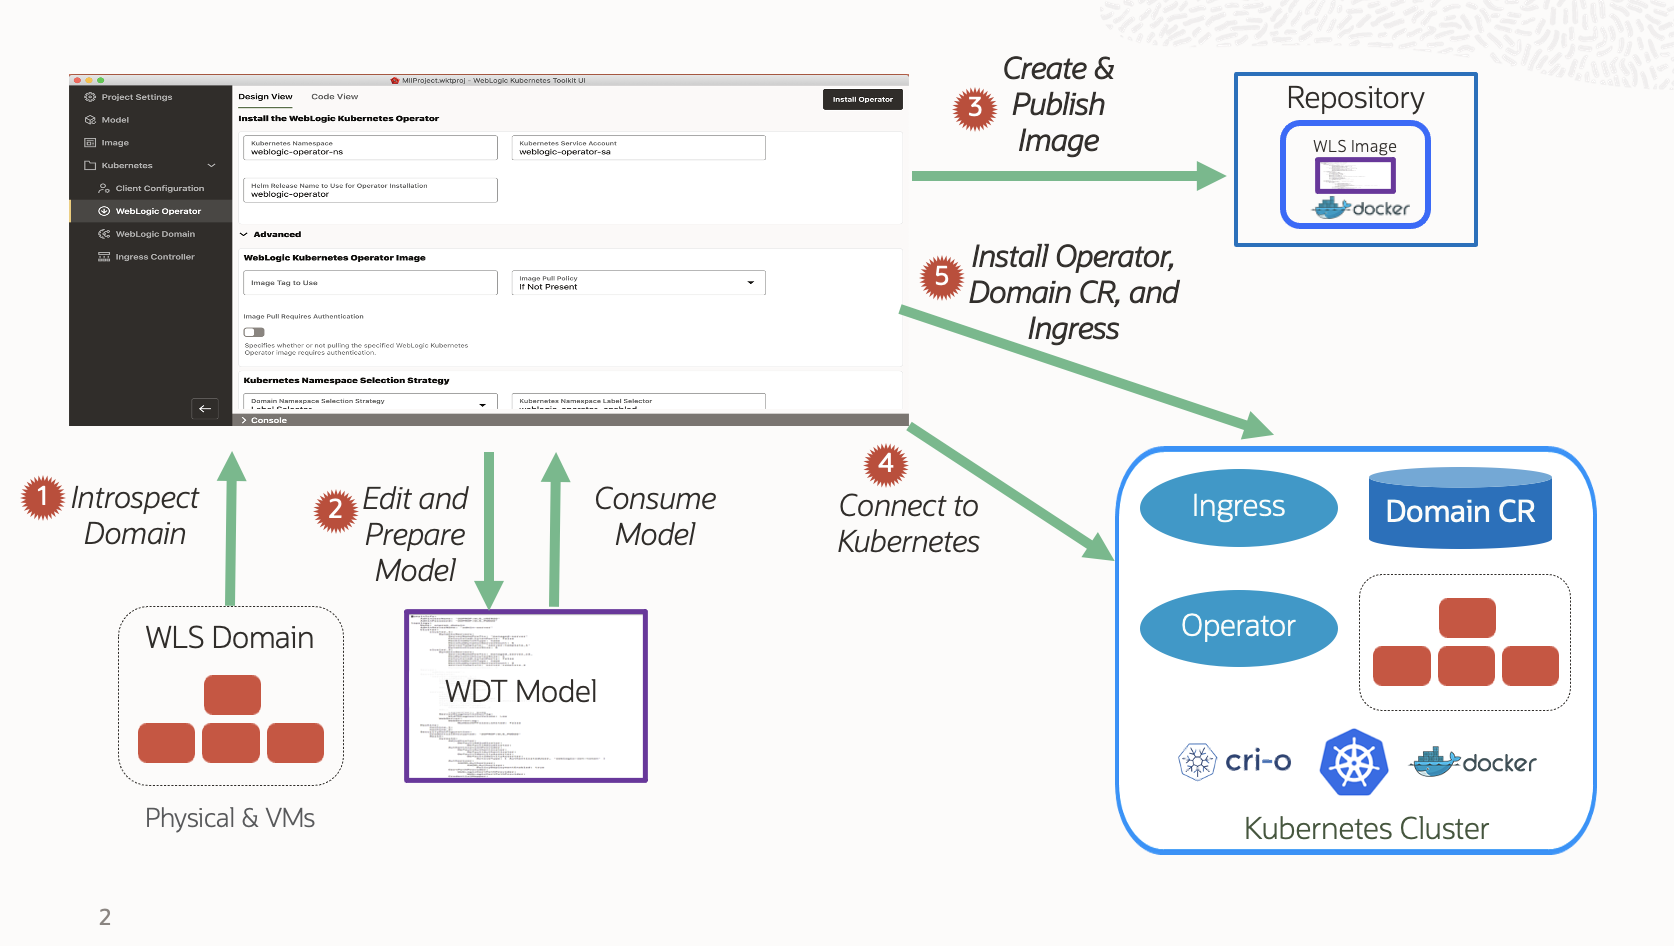 MiiProject.wktproj - WebLogic Kubernetes Toolkit UI
Project Settings
Model
Image
Kubernetes
Client Configuration
WebLogic Operator
WebLogic Domain
Ingress Controller
Design View
Code View
Install Operator
Install the WebLogic Kubernetes Operator
Kubernetes Namespace
weblogic-operator-ns
Kubernetes Service Account
weblogic-operator-sa
Helm Release Name to Use for Operator Installation
weblogic-operator
Advanced
WebLogic Kubernetes Operator Image
Image Tag to Use
Image Pull Policy
If Not Present
Image Pull Requires Authentication
Specifies whether or not pulling the specified WebLogic Kubernetes
Operator image requires authentication.
Kubernetes Namespace Selection Strategy
Domain Namespace Selection Strategy
Label Selector
Kubernetes Namespace Label Selector
weblogic-operator=enabled
Console
3
Create &
Publish
Image
Repository
WLS Image
docker
5
Install Operator,
Domain CR, and
Ingress
1
Introspect
Domain
2
Edit and
Prepare
Model
Consume
Model
4
Connect to
Kubernetes
WLS Domain
Physical & VMs
WDT Model
Ingress
Domain CR
Operator
cri-o
docker
Kubernetes Cluster
2